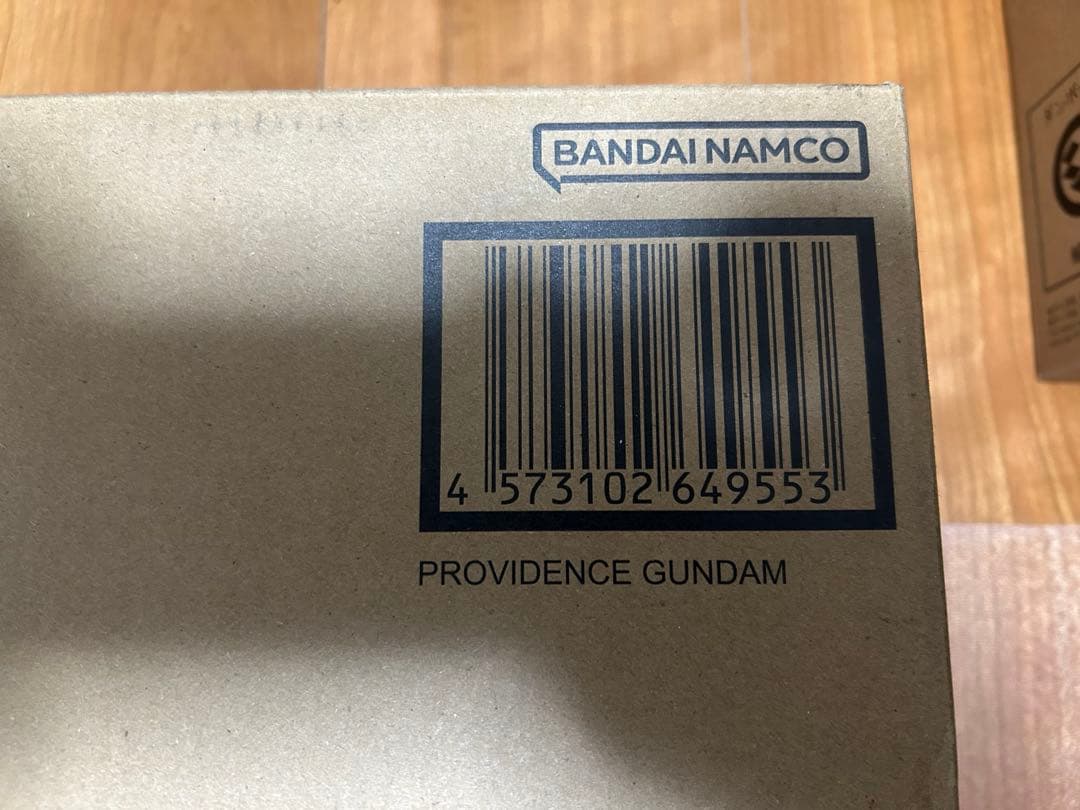 BANDAI NAMCO
4 573102 649553
PROVIDENCE GUNDAM